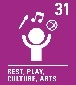 31
REST, PLAY,
CULTURE, ARTS